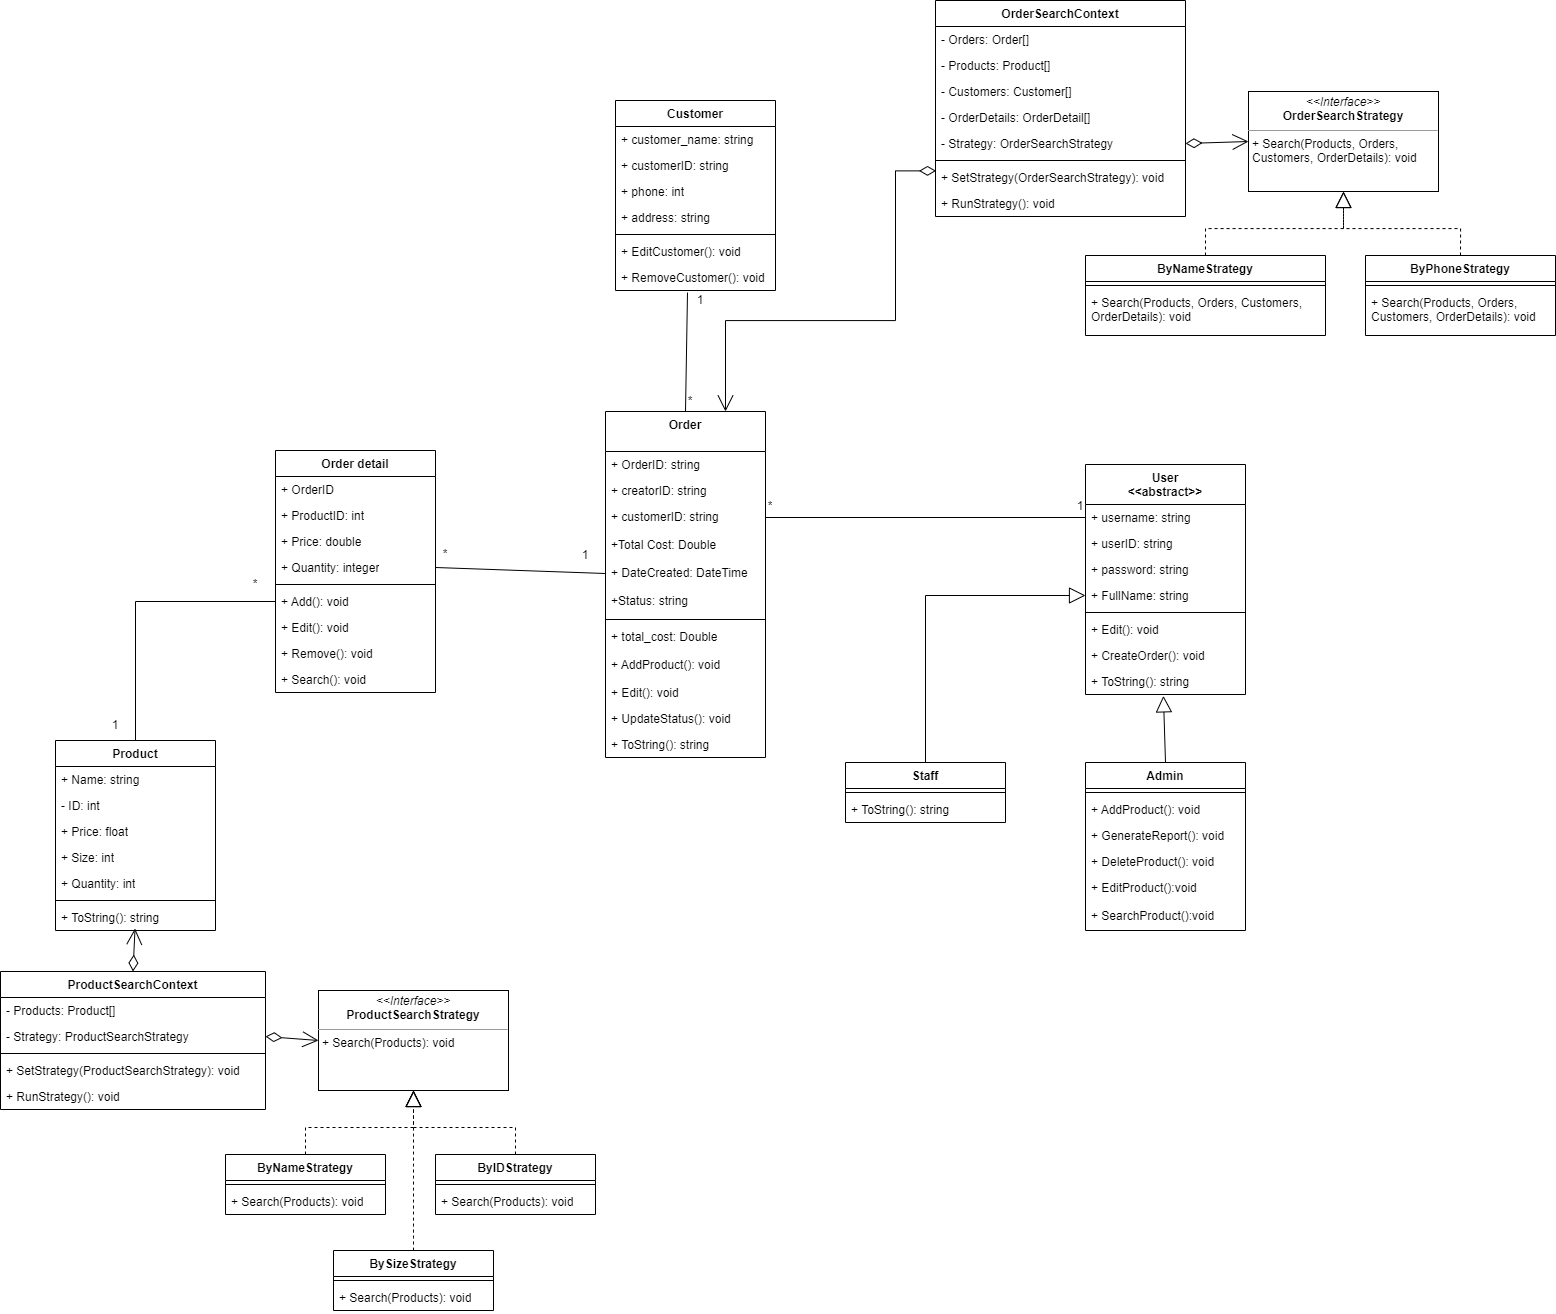 OrderSearchContext
- Orders: Order[]
- Products: Product[]
- Customers: Customer[]
- OrderDetails: OrderDetail[]
- Strategy: OrderSearchStrategy
+ SetStrategy(OrderSearchStrategy): void
+ RunStrategy(): void
<<Interface>>
OrderSearchStrategy
+ Search(Products, Orders,
Customers, OrderDetails): void
ByNameStrategy
+ Search(Products, Orders, Customers,
OrderDetails): void
ByPhoneStrategy
+ Search(Products, Orders,
Customers, OrderDetails): void
Customer
+ customer_name: string
+ customerID: string
+ phone: int
+ address: string
+ EditCustomer(): void
+ RemoveCustomer(): void
1
*
Order
+ OrderID: string
+ creatorID: string
+ customerID: string
+Total Cost: Double
+ DateCreated: DateTime
+Status: string
+ total_cost: Double
+ AddProduct(): void
+ Edit(): void
+ UpdateStatus(): void
+ ToString(): string
*
1
User
<<abstract>>
+ username: string
+ userID: string
+ password: string
+ FullName: string
+ Edit(): void
+ CreateOrder(): void
+ ToString(): string
Order detail
+ OrderID
+ ProductID: int
+ Price: double
+ Quantity: integer
+ Add(): void
+ Edit(): void
+ Remove(): void
+ Search(): void
*
1
*
1
Staff
+ ToString(): string
Admin
+ AddProduct(): void
+ GenerateReport(): void
+ DeleteProduct(): void
+ EditProduct():void
+ SearchProduct():void
Product
+ Name: string
- ID: int
+ Price: float
+ Size: int
+ Quantity: int
+ ToString(): string
ProductSearchContext
- Products: Product[]
- Strategy: ProductSearchStrategy
+ SetStrategy(ProductSearchStrategy): void
+ RunStrategy(): void
<<Interface>>
ProductSearchStrategy
+ Search(Products): void
ByNameStrategy
+ Search(Products): void
ByIDStrategy
+ Search(Products): void
BySizeStrategy
+ Search(Products): void